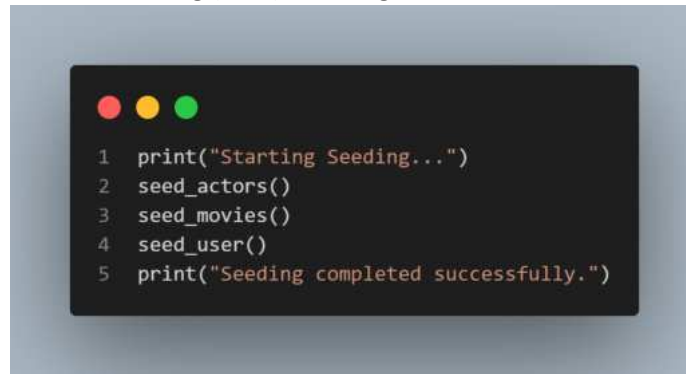 1 print("Starting Seeding...")
2 seed_actors()
3 seed_movies()
4 seed_user()
5 print("Seeding completed successfully.")